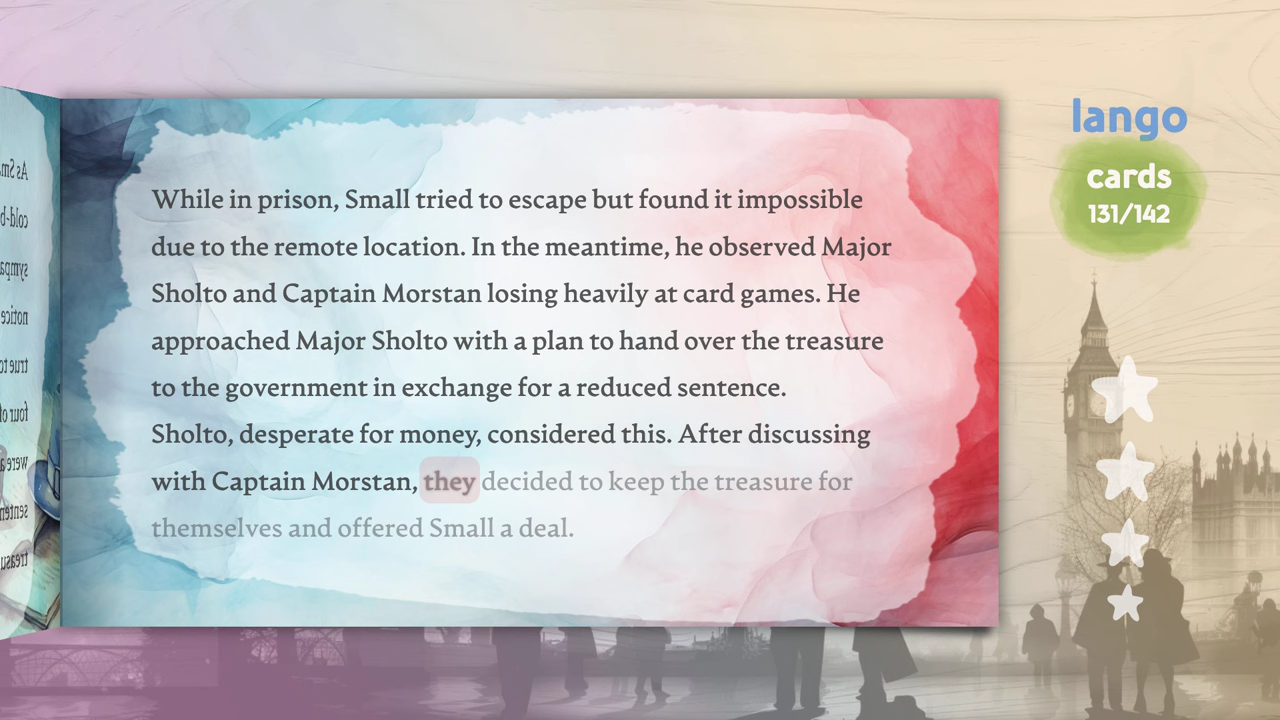 While in prison, Small tried to escape but found it impossible
due to the remote location. In the meantime, he observed Major
Sholto and Captain Morstan losing heavily at card games. He
approached Major Sholto with a plan to hand over the treasure
to the government in exchange for a reduced sentence.
Sholto, desperate for money, considered this. After discussing
with Captain Morstan, they decided to keep the treasure for
themselves and offered Small a deal.
lango
cards
131/142